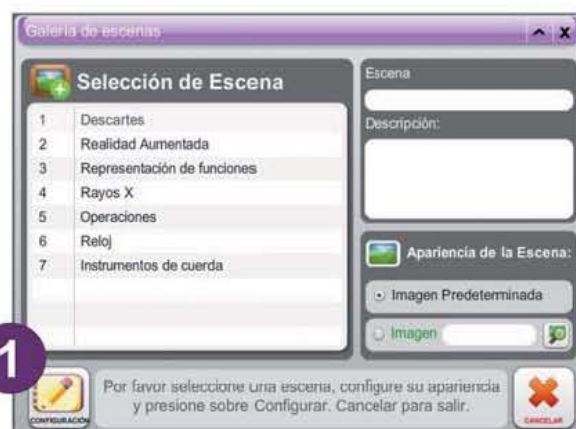 Galería de escenas
X
Selección de Escena
1 Descartes
2 Realidad Aumentada
3 Representación de funciones
4 Rayos X
5 Operaciones
6 Reloj
7 Instrumentos de cuerda
Escena
Descripción:
Apariencia de la Escena:
Imagen Predeterminada
Imagen
1
CONFIGURACIÓN
Por favor seleccione una escena, configure su apariencia
y presione sobre Configurar. Cancelar para salir.
CANCELAR